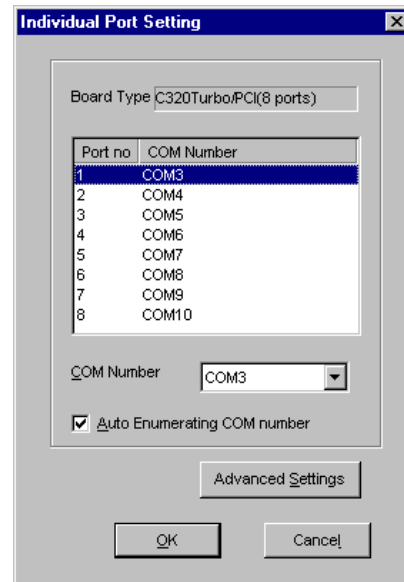 Individual Port Setting
Board Type C320Turbo/PCI(8 ports)
Port no COM Number
1 COM3
2 COM4
3 COM5
4 COM6
5 COM7
6 COM8
7 COM9
8 COM10
COM Number COM3
Auto Enumerating COM number
Advanced Settings
OK Cancel